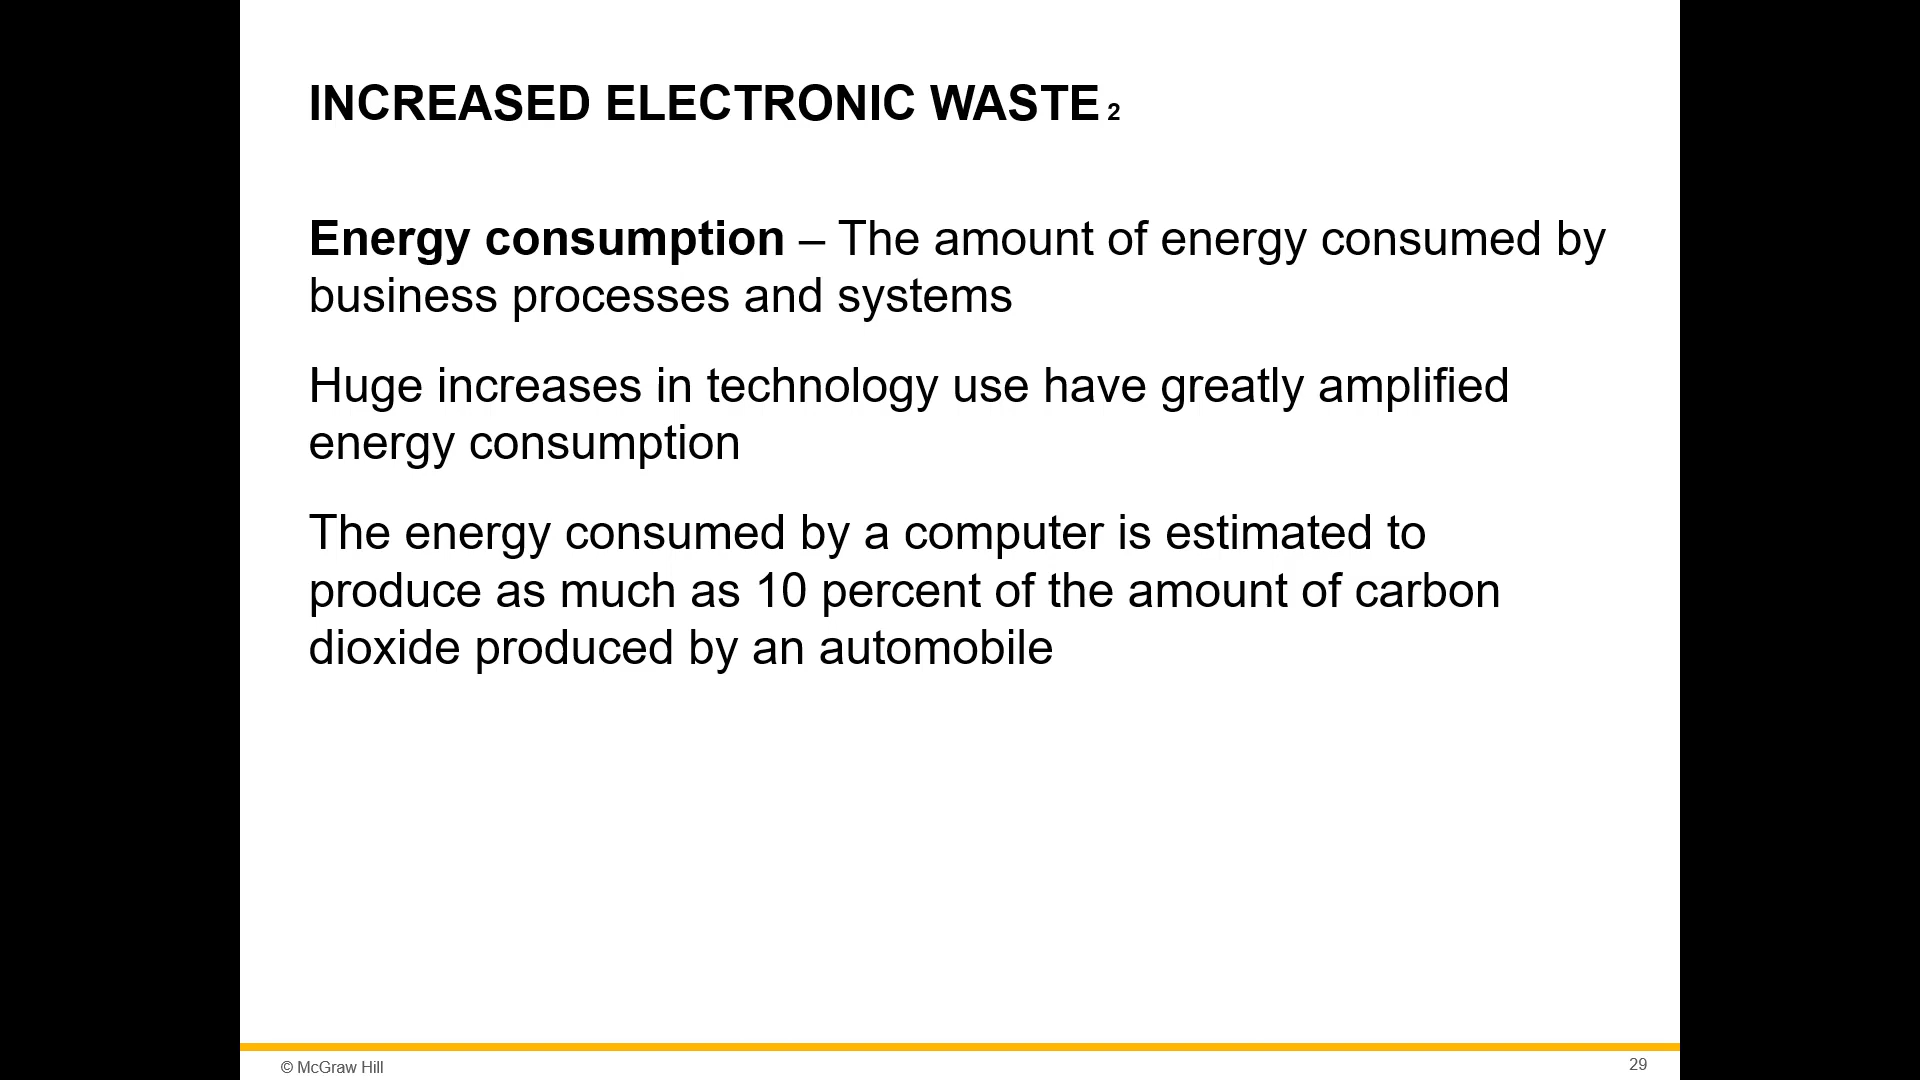 INCREASED ELECTRONIC WASTE 2
Energy consumption – The amount of energy consumed by
business processes and systems
Huge increases in technology use have greatly amplified
energy consumption
The energy consumed by a computer is estimated to
produce as much as 10 percent of the amount of carbon
dioxide produced by an automobile
© McGraw Hill
29